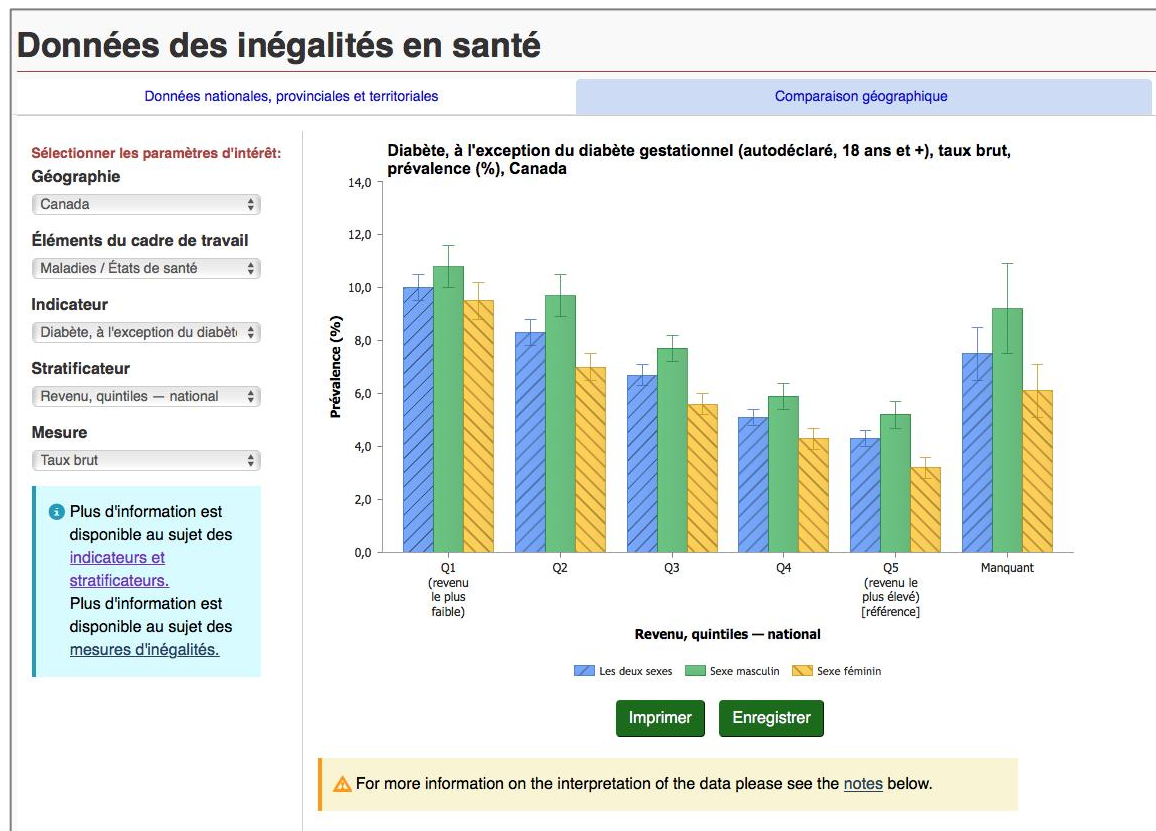 Données des inégalités en santé
Données nationales, provinciales et territoriales
Comparaison géographique
Sélectionner les paramètres d'intérêt:
Géographie
Canada
Éléments du cadre de travail
Maladies / États de santé
Indicateur
Diabète, à l'exception du diabèt
Stratificateur
Revenu, quintiles — national
Mesure
Taux brut
Plus d'information est
disponible au sujet des
indicateurs et
stratificateurs.
Plus d'information est
disponible au sujet des
mesures d'inégalités.
Diabète, à l'exception du diabète gestationnel (autodéclaré, 18 ans et +), taux brut,
prévalence (%), Canada
Prévalence (%)
14,0
12,0
10,0
8,0
6,0
4,0
2,0
0,0
Q1
(revenu
le plus
faible)
Q2
Q3
Q4
Q5
(revenu le
plus élevé)
[référence]
Manquant
Revenu, quintiles — national
Les deux sexes
Sexe masculin
Sexe féminin
Imprimer
Enregistrer
For more information on the interpretation of the data please see the notes below.